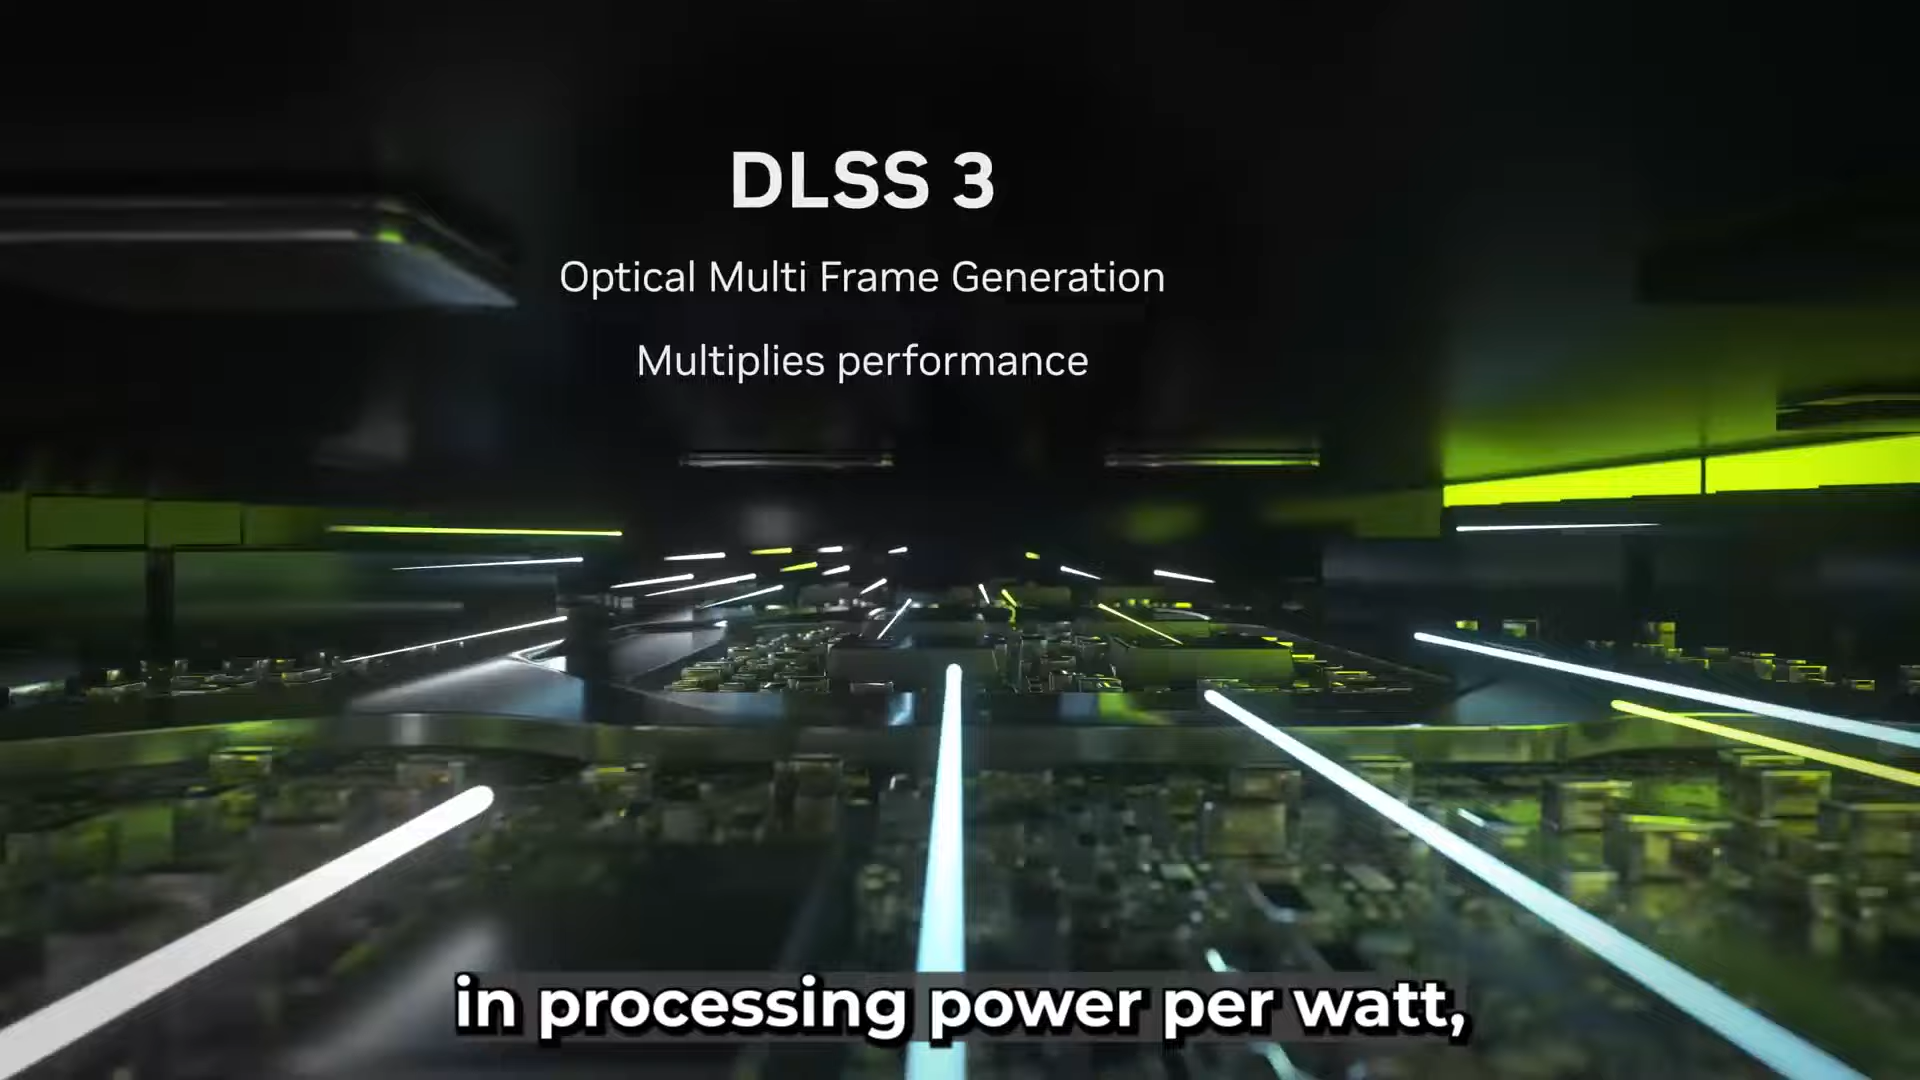 DLSS 3
Optical Multi Frame Generation
Multiplies performance
in processing power per watt,